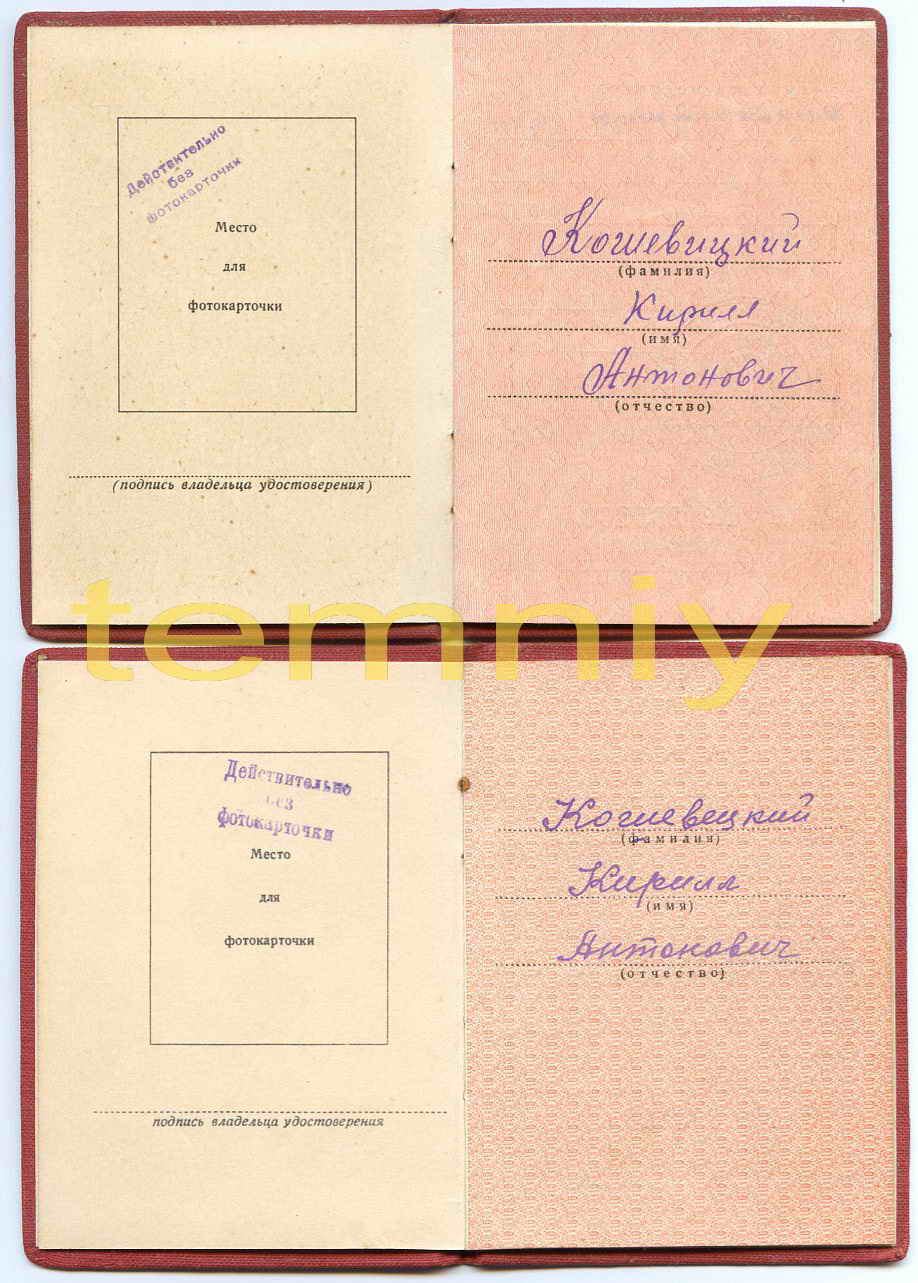 Действительно
без
фотокарточки
Место
для
фотокарточки
(подпись владельца удостоверения)
Кошевицкий
(фамилия)
Кирилл
(имя)
Антонович
(отчество)
temniy
Действительно
без
фотокарточки
Место
для
фотокарточки
подпись владельца удостоверения
Кошевецкий
(фамилия)
Кирилл
(имя)
Антонович
(отчество)